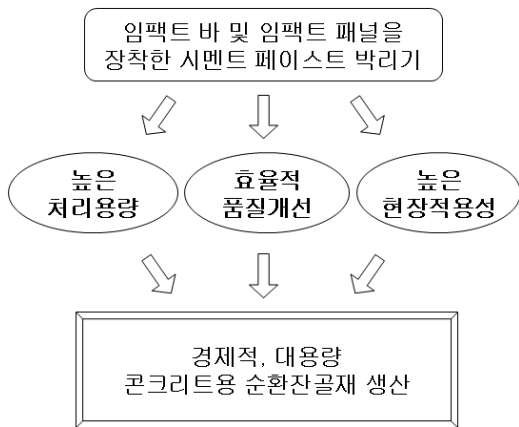 임팩트 바 및 임팩트 패널을
장착한 시멘트 페이스트 박리기
높은
처리용량
효율적
품질개선
높은
현장적용성
경제적, 대용량
콘크리트용 순환잔골재 생산